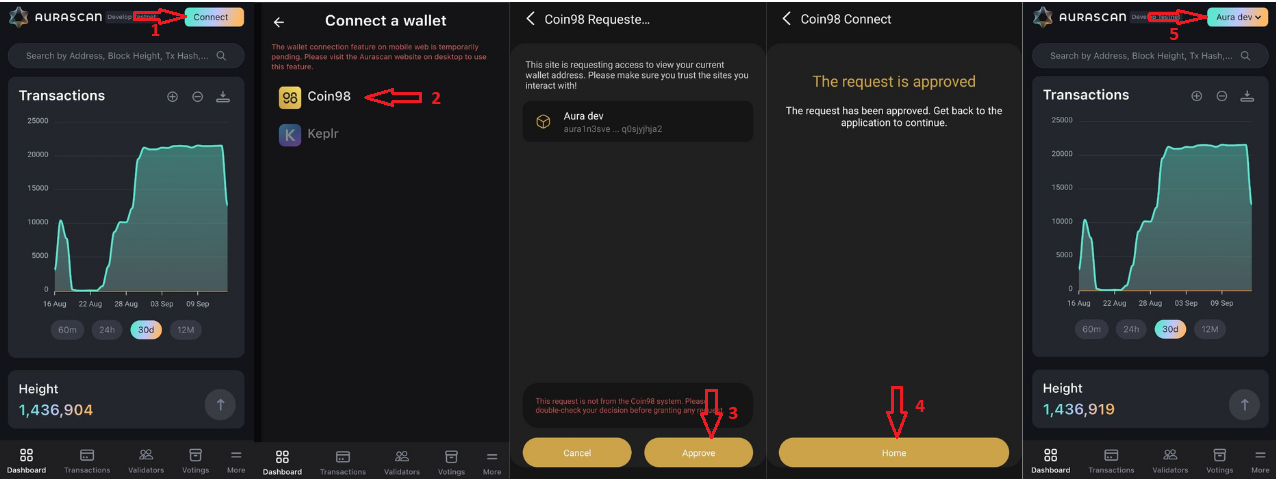 AURASCAN
Develop Testnet
1
Connect
Search by Address, Block Height, Tx Hash,...
Transactions
25000
20000
15000
10000
5000
0
16 Aug 22 Aug 28 Aug 03 Sep 09 Sep
60m 24h 30d 12M
Height
1,436,904
Dashboard Transactions Validators Votings More
Connect a wallet
The wallet connection feature on mobile web is temporarily
pending. Please visit the Aurascan website on desktop to use
this feature.
98 Coin98 2
K Keplr
Dashboard Transactions Validators Votings More
Coin98 Requeste...
This site is requesting access to view your current
wallet address. Please make sure you trust the sites you
interact with!
Aura dev
aura1n3sve ... q0sjyjhja2
This request is not from the Coin98 system. Please
double-check your decision before granting any request.
3
Cancel Approve
Coin98 Connect
The request is approved
The request has been approved. Get back to the
application to continue.
4
Home
AURASCAN
5
Aura dev
Search by Address, Block Height, Tx Hash,...
Transactions
25000
20000
15000
10000
5000
0
16 Aug 22 Aug 28 Aug 03 Sep 09 Sep
60m 24h 30d 12M
Height
1,436,919
Dashboard Transactions Validators Votings More